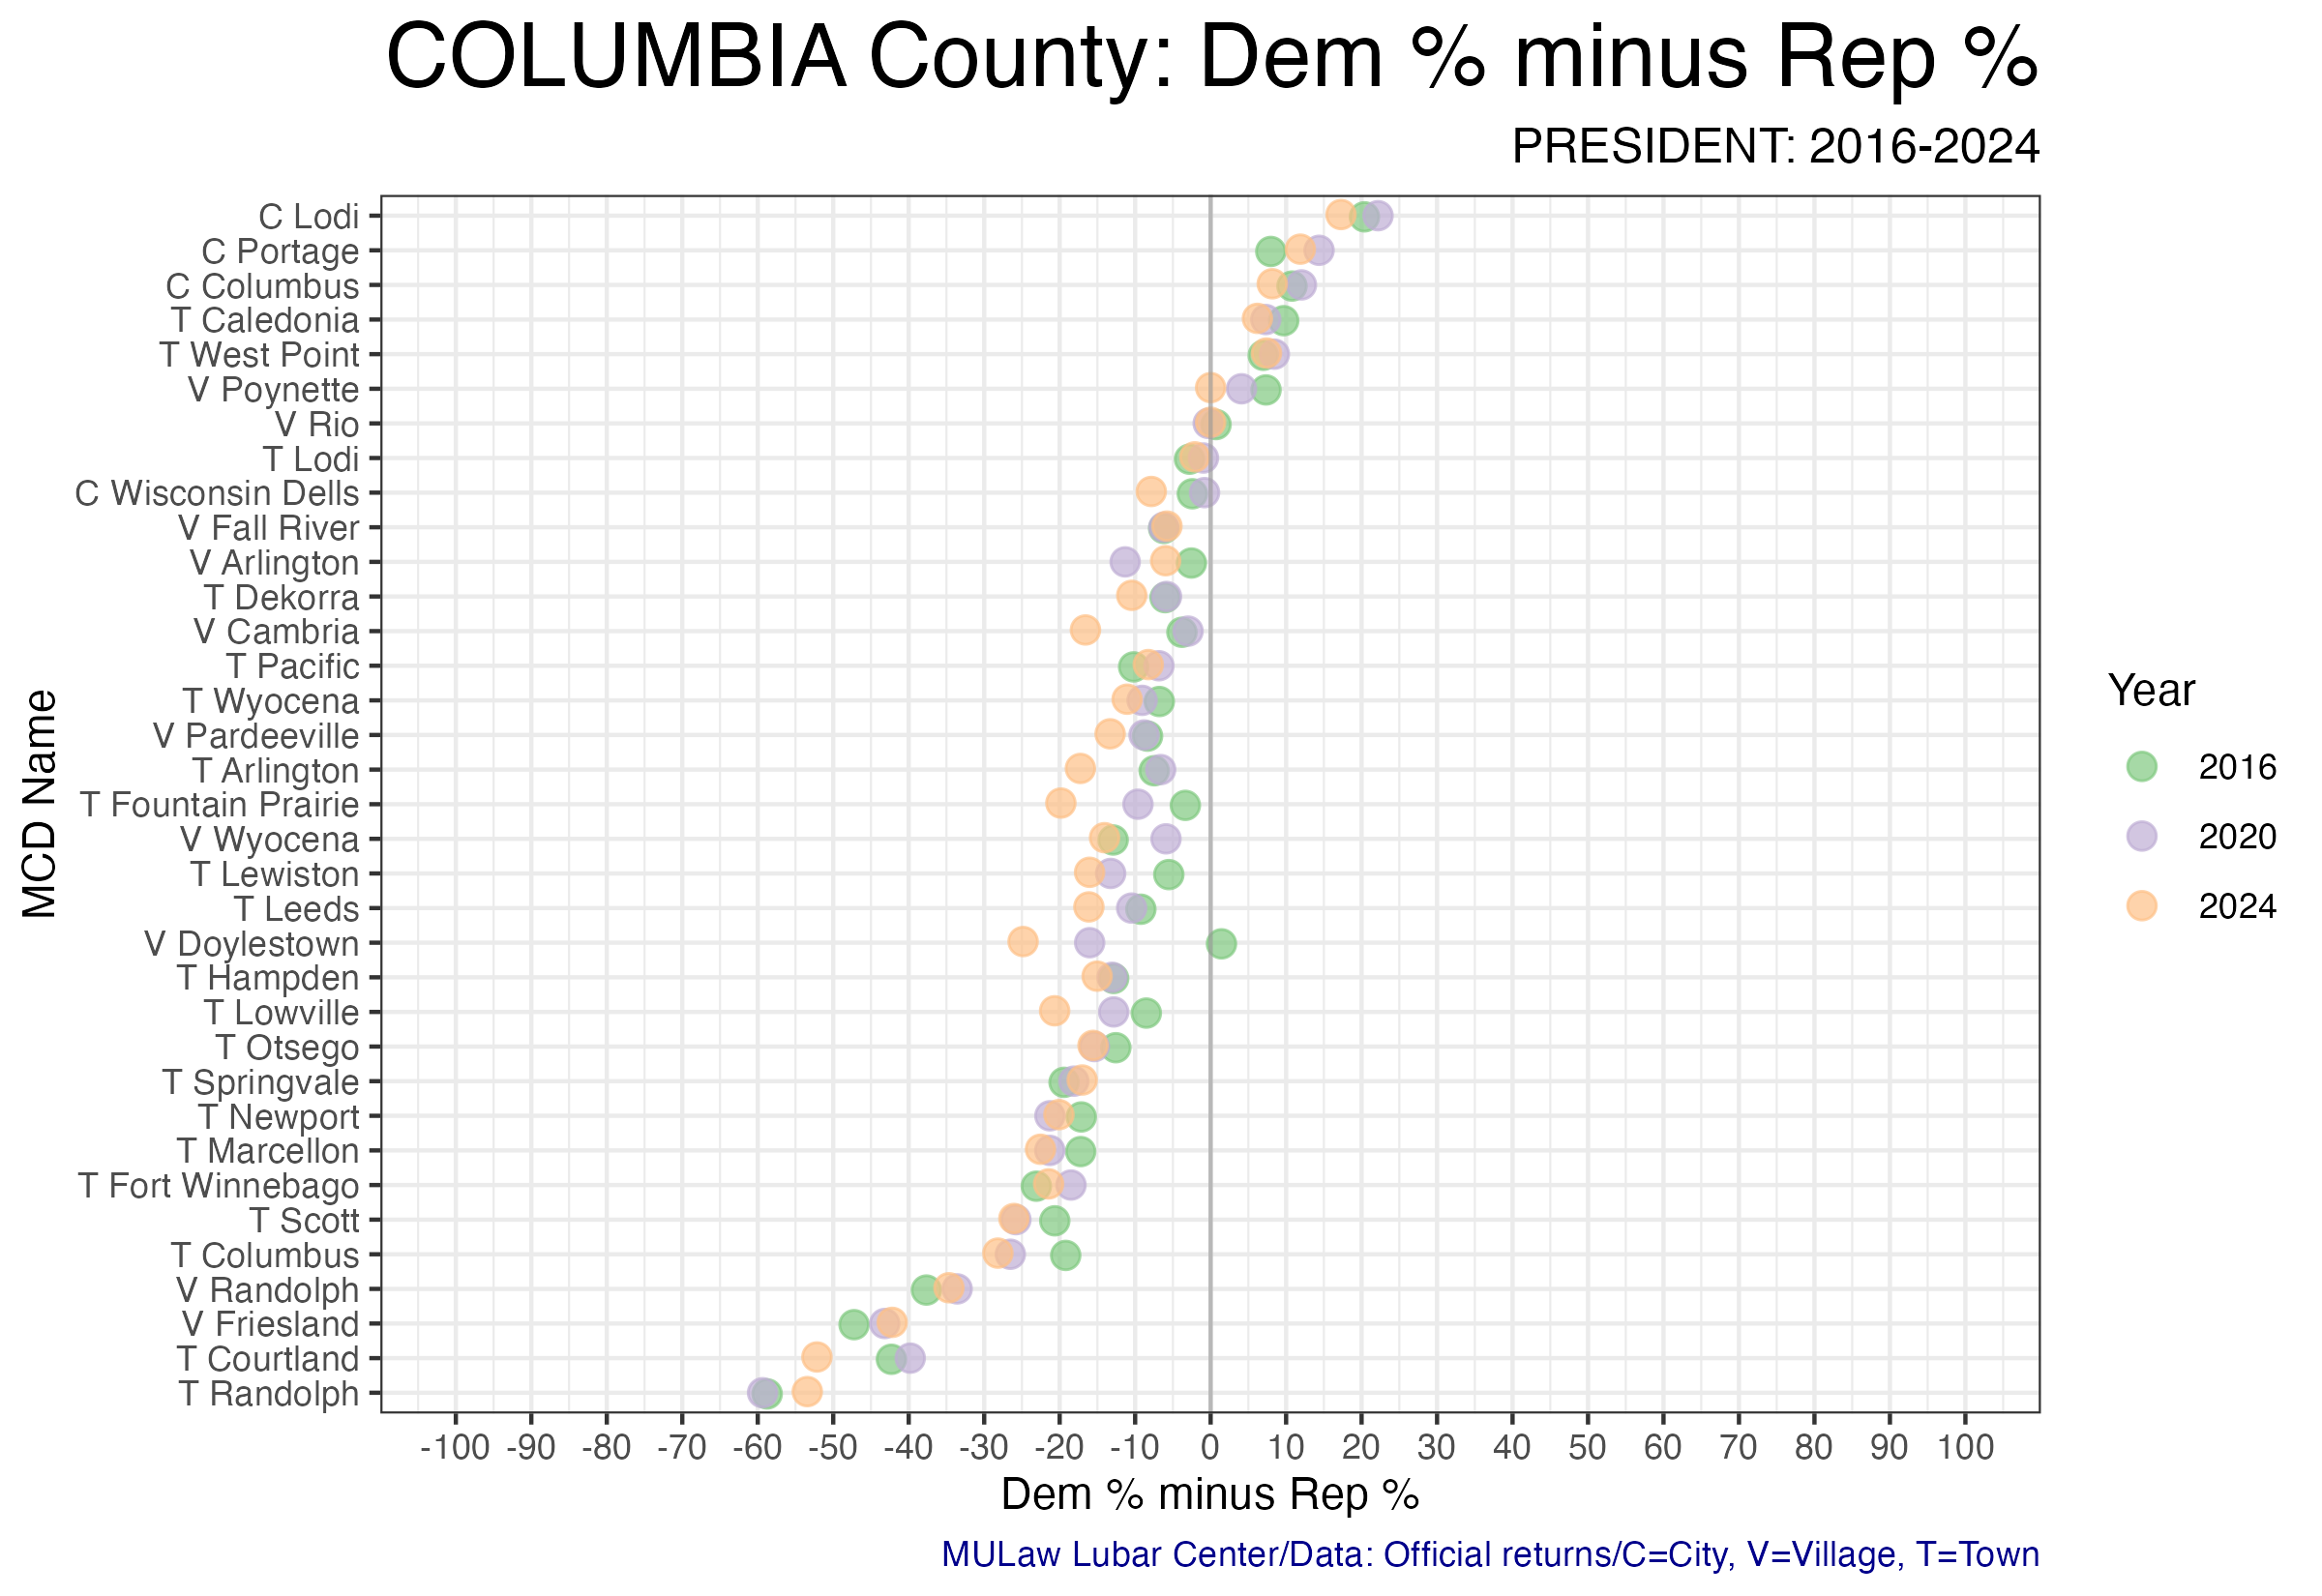 COLUMBIA County: Dem % minus Rep %
PRESIDENT: 2016-2024
C Lodi
C Portage
C Columbus
T Caledonia
T West Point
V Poynette
V Rio
T Lodi
C Wisconsin Dells
V Fall River
V Arlington
T Dekorra
V Cambria
T Pacific
T Wyocena
V Pardeeville
T Arlington
T Fountain Prairie
V Wyocena
T Lewiston
T Leeds
V Doylestown
T Hampden
T Lowville
T Otsego
T Springvale
T Newport
T Marcellon
T Fort Winnebago
T Scott
T Columbus
V Randolph
V Friesland
T Courtland
T Randolph
MCD Name
-100 -90 -80 -70 -60 -50 -40 -30 -20 -10 0 10 20 30 40 50 60 70 80 90 100
Dem % minus Rep %
Year
2016
2020
2024
MULaw Lubar Center/Data: Official returns/C=City, V=Village, T=Town